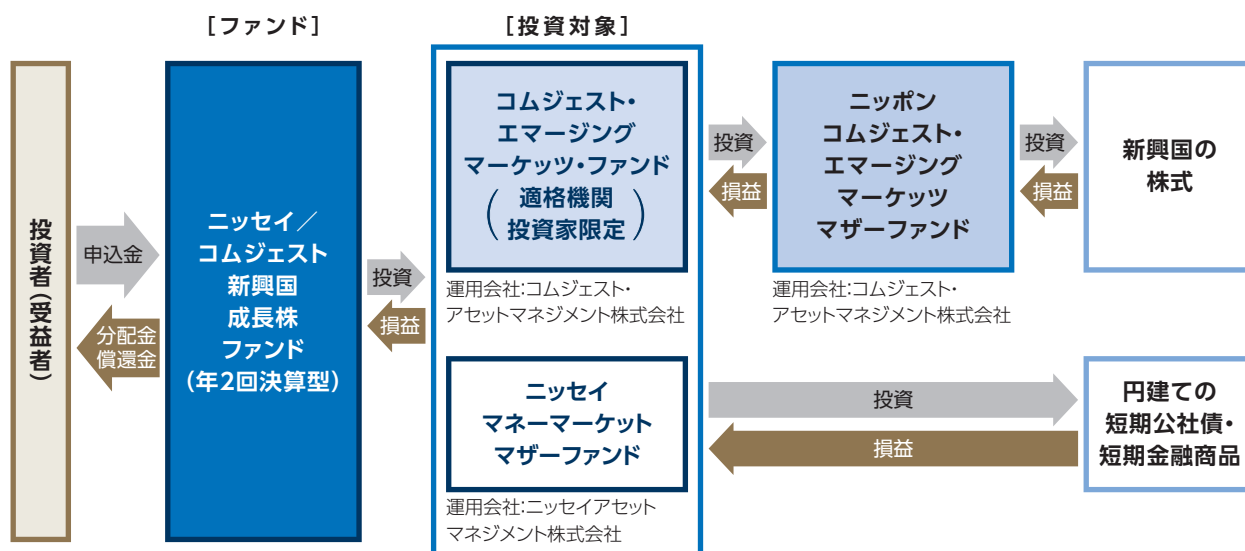 ［ファンド］
［投資対象］
投資者（受益者）
申込金
分配金
償還金
ニッセイ／
コムジェスト
新興国
成長株
ファンド
（年2回決算型）
投資
損益
コムジェスト・
エマージング
マーケッツ・ファンド
（適格機関
投資家限定）
運用会社：コムジェスト・
アセットマネジメント株式会社
投資
損益
ニッポン
コムジェスト・
エマージング
マーケッツ
マザーファンド
運用会社：コムジェスト・
アセットマネジメント株式会社
投資
損益
新興国の
株式
ニッセイ
マネーマーケット
マザーファンド
運用会社：ニッセイアセット
マネジメント株式会社
投資
損益
円建ての
短期公社債・
短期金融商品